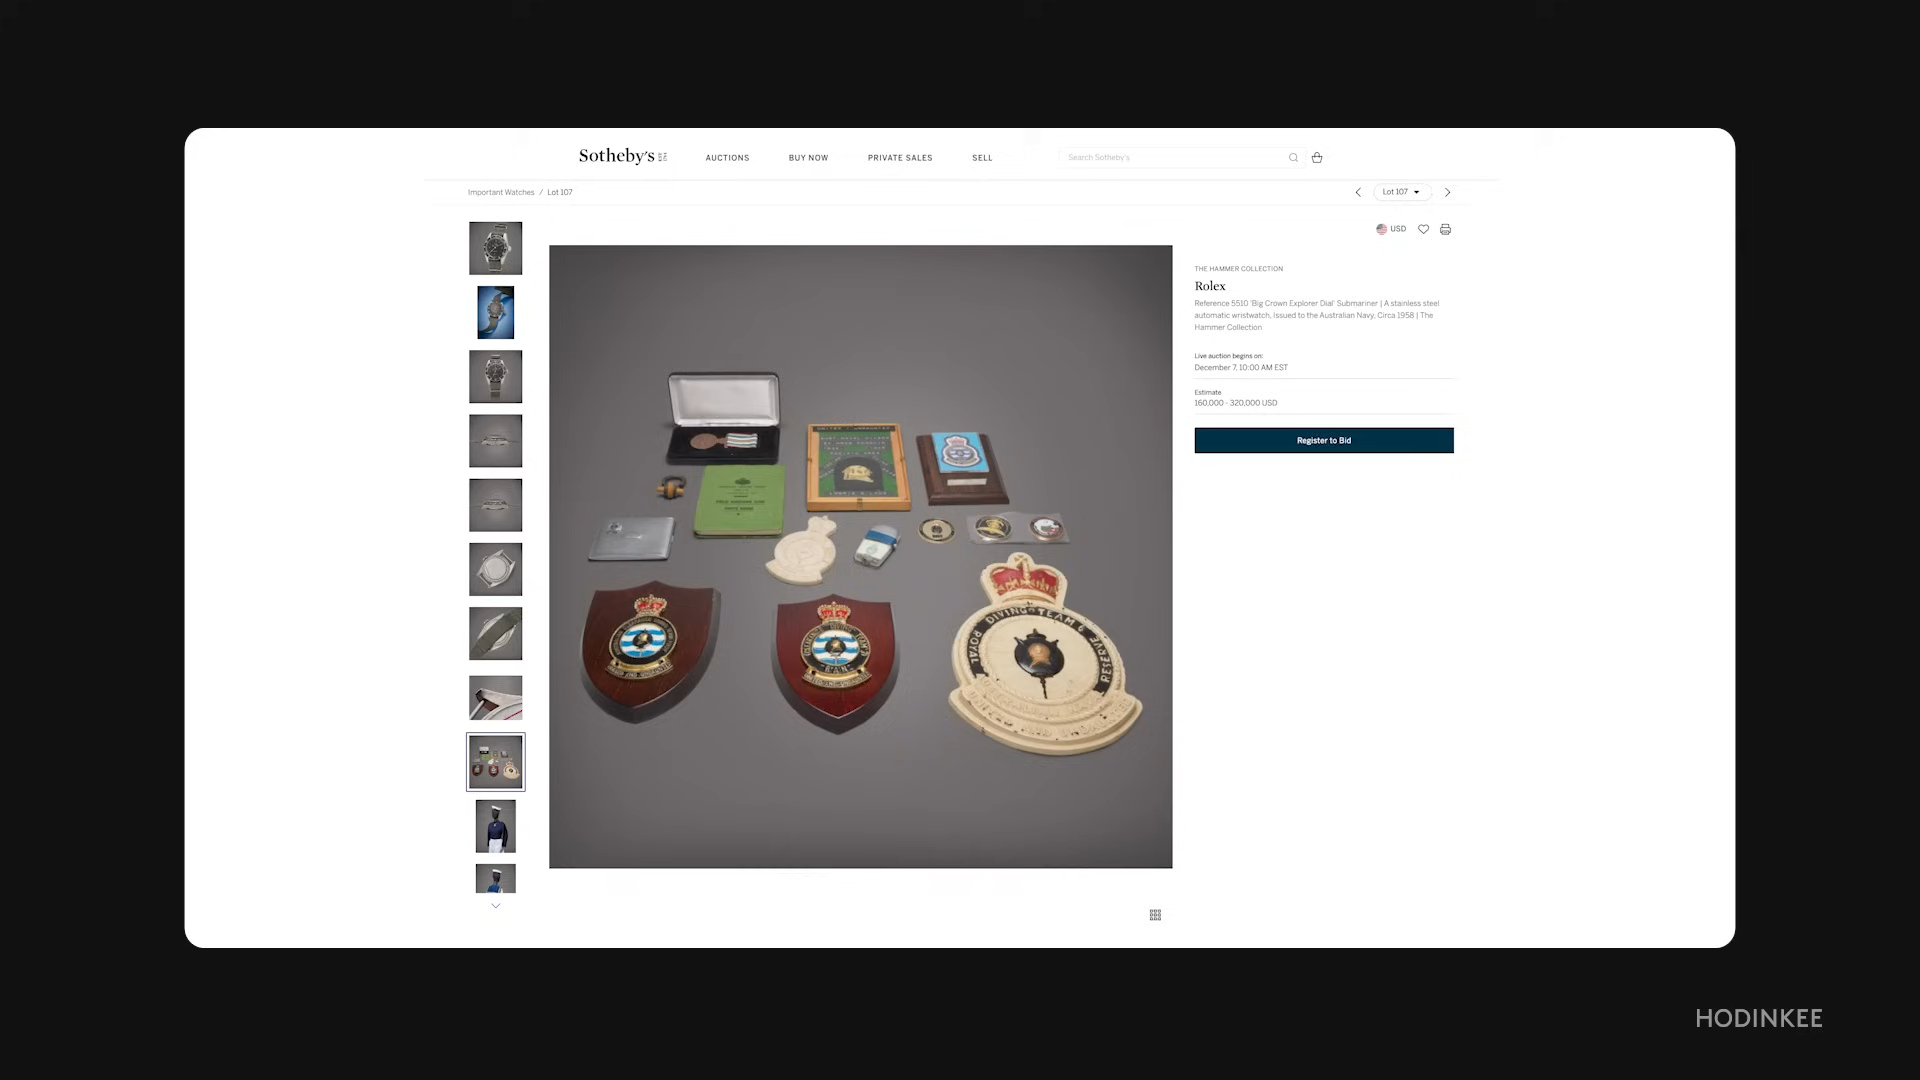 Sotheby's EST. 1744
AUCTIONS
BUY NOW
PRIVATE SALES
SELL
Search Sotheby's
Important Watches / Lot 107
Lot 107
USD
THE HAMMER COLLECTION
Rolex
Reference 5510 'Big Crown Explorer Dial' Submariner | A stainless steel
automatic wristwatch, Issued to the Australian Navy, Circa 1958 | The
Hammer Collection
Live auction begins on:
December 7, 10:00 AM EST
Estimate
160,000 - 320,000 USD
Register to Bid
ROYAL DIVING TEAM 6 RESERVE
HODINKEE